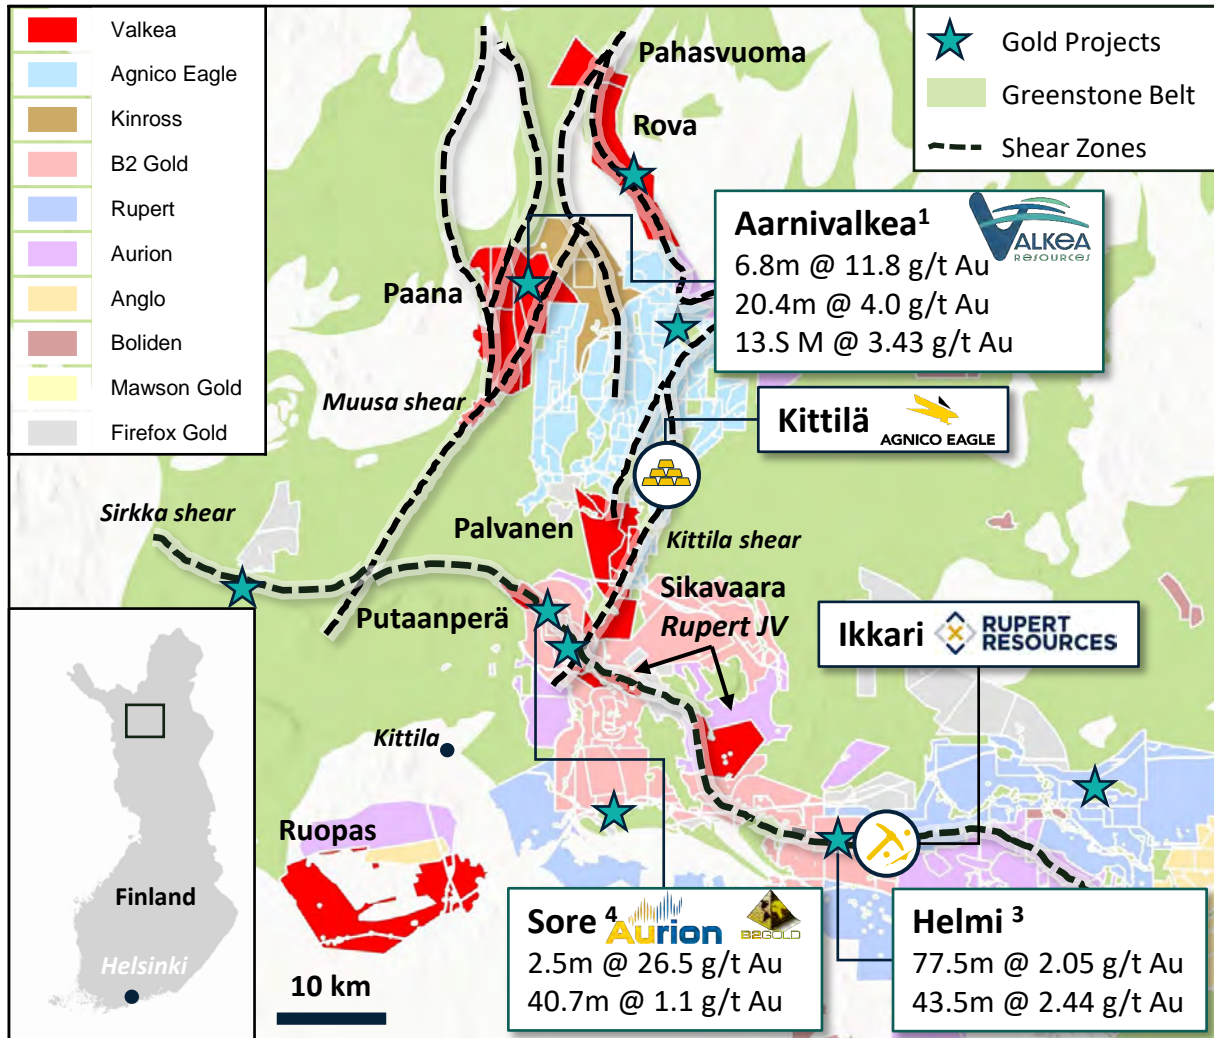 Valkea
Agnico Eagle
Kinross
B2 Gold
Rupert
Aurion
Anglo
Boliden
Mawson Gold
Firefox Gold
Gold Projects
Greenstone Belt
Shear Zones
Pahasvuoma
Rova
Aarnivalkea1
VALKEA
RESOURCES
6.8m @ 11.8 g/t Au
20.4m @ 4.0 g/t Au
13.S M @ 3.43 g/t Au
Paana
Muusa shear
Kittilä
AGNICO EAGLE
Sirkka shear
Palvanen
Kittila shear
Sikavaara
Rupert JV
Putaanperä
Ikkari
RUPERT
RESOURCES
Kittila
Ruopas
Finland
Helsinki
10 km
Sore 4
Aurion
B2GOLD
2.5m @ 26.5 g/t Au
40.7m @ 1.1 g/t Au
Helmi 3
77.5m @ 2.05 g/t Au
43.5m @ 2.44 g/t Au